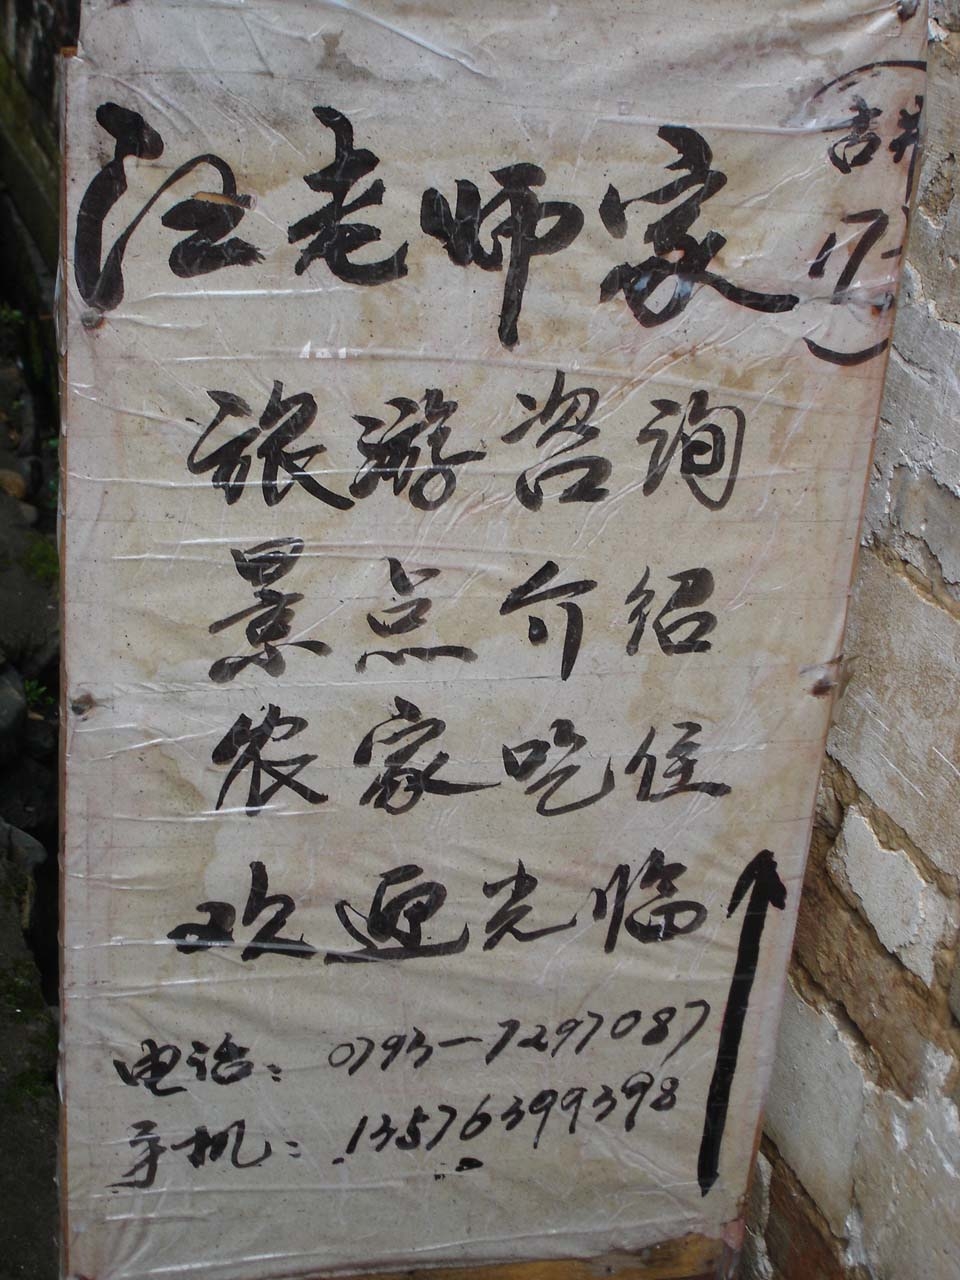 汪老师家
旅游咨询
景点介绍
农家吃住
欢迎光临
电话：0793-7297087
手机：13576399398